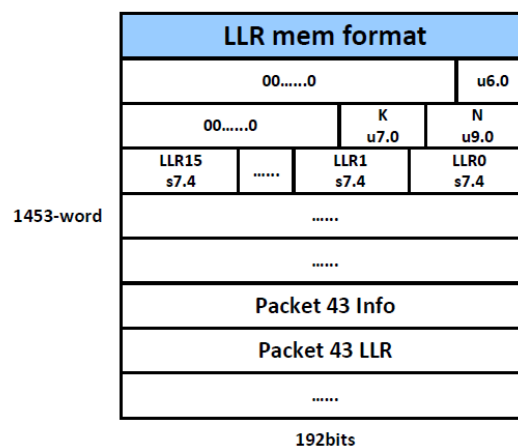 LLR mem format
00......0 u6.0
00......0 K N
u7.0 u9.0
LLR15 ...... LLR1 LLR0
s7.4 s7.4 s7.4
1453-word
......
......
Packet 43 Info
Packet 43 LLR
......
192bits